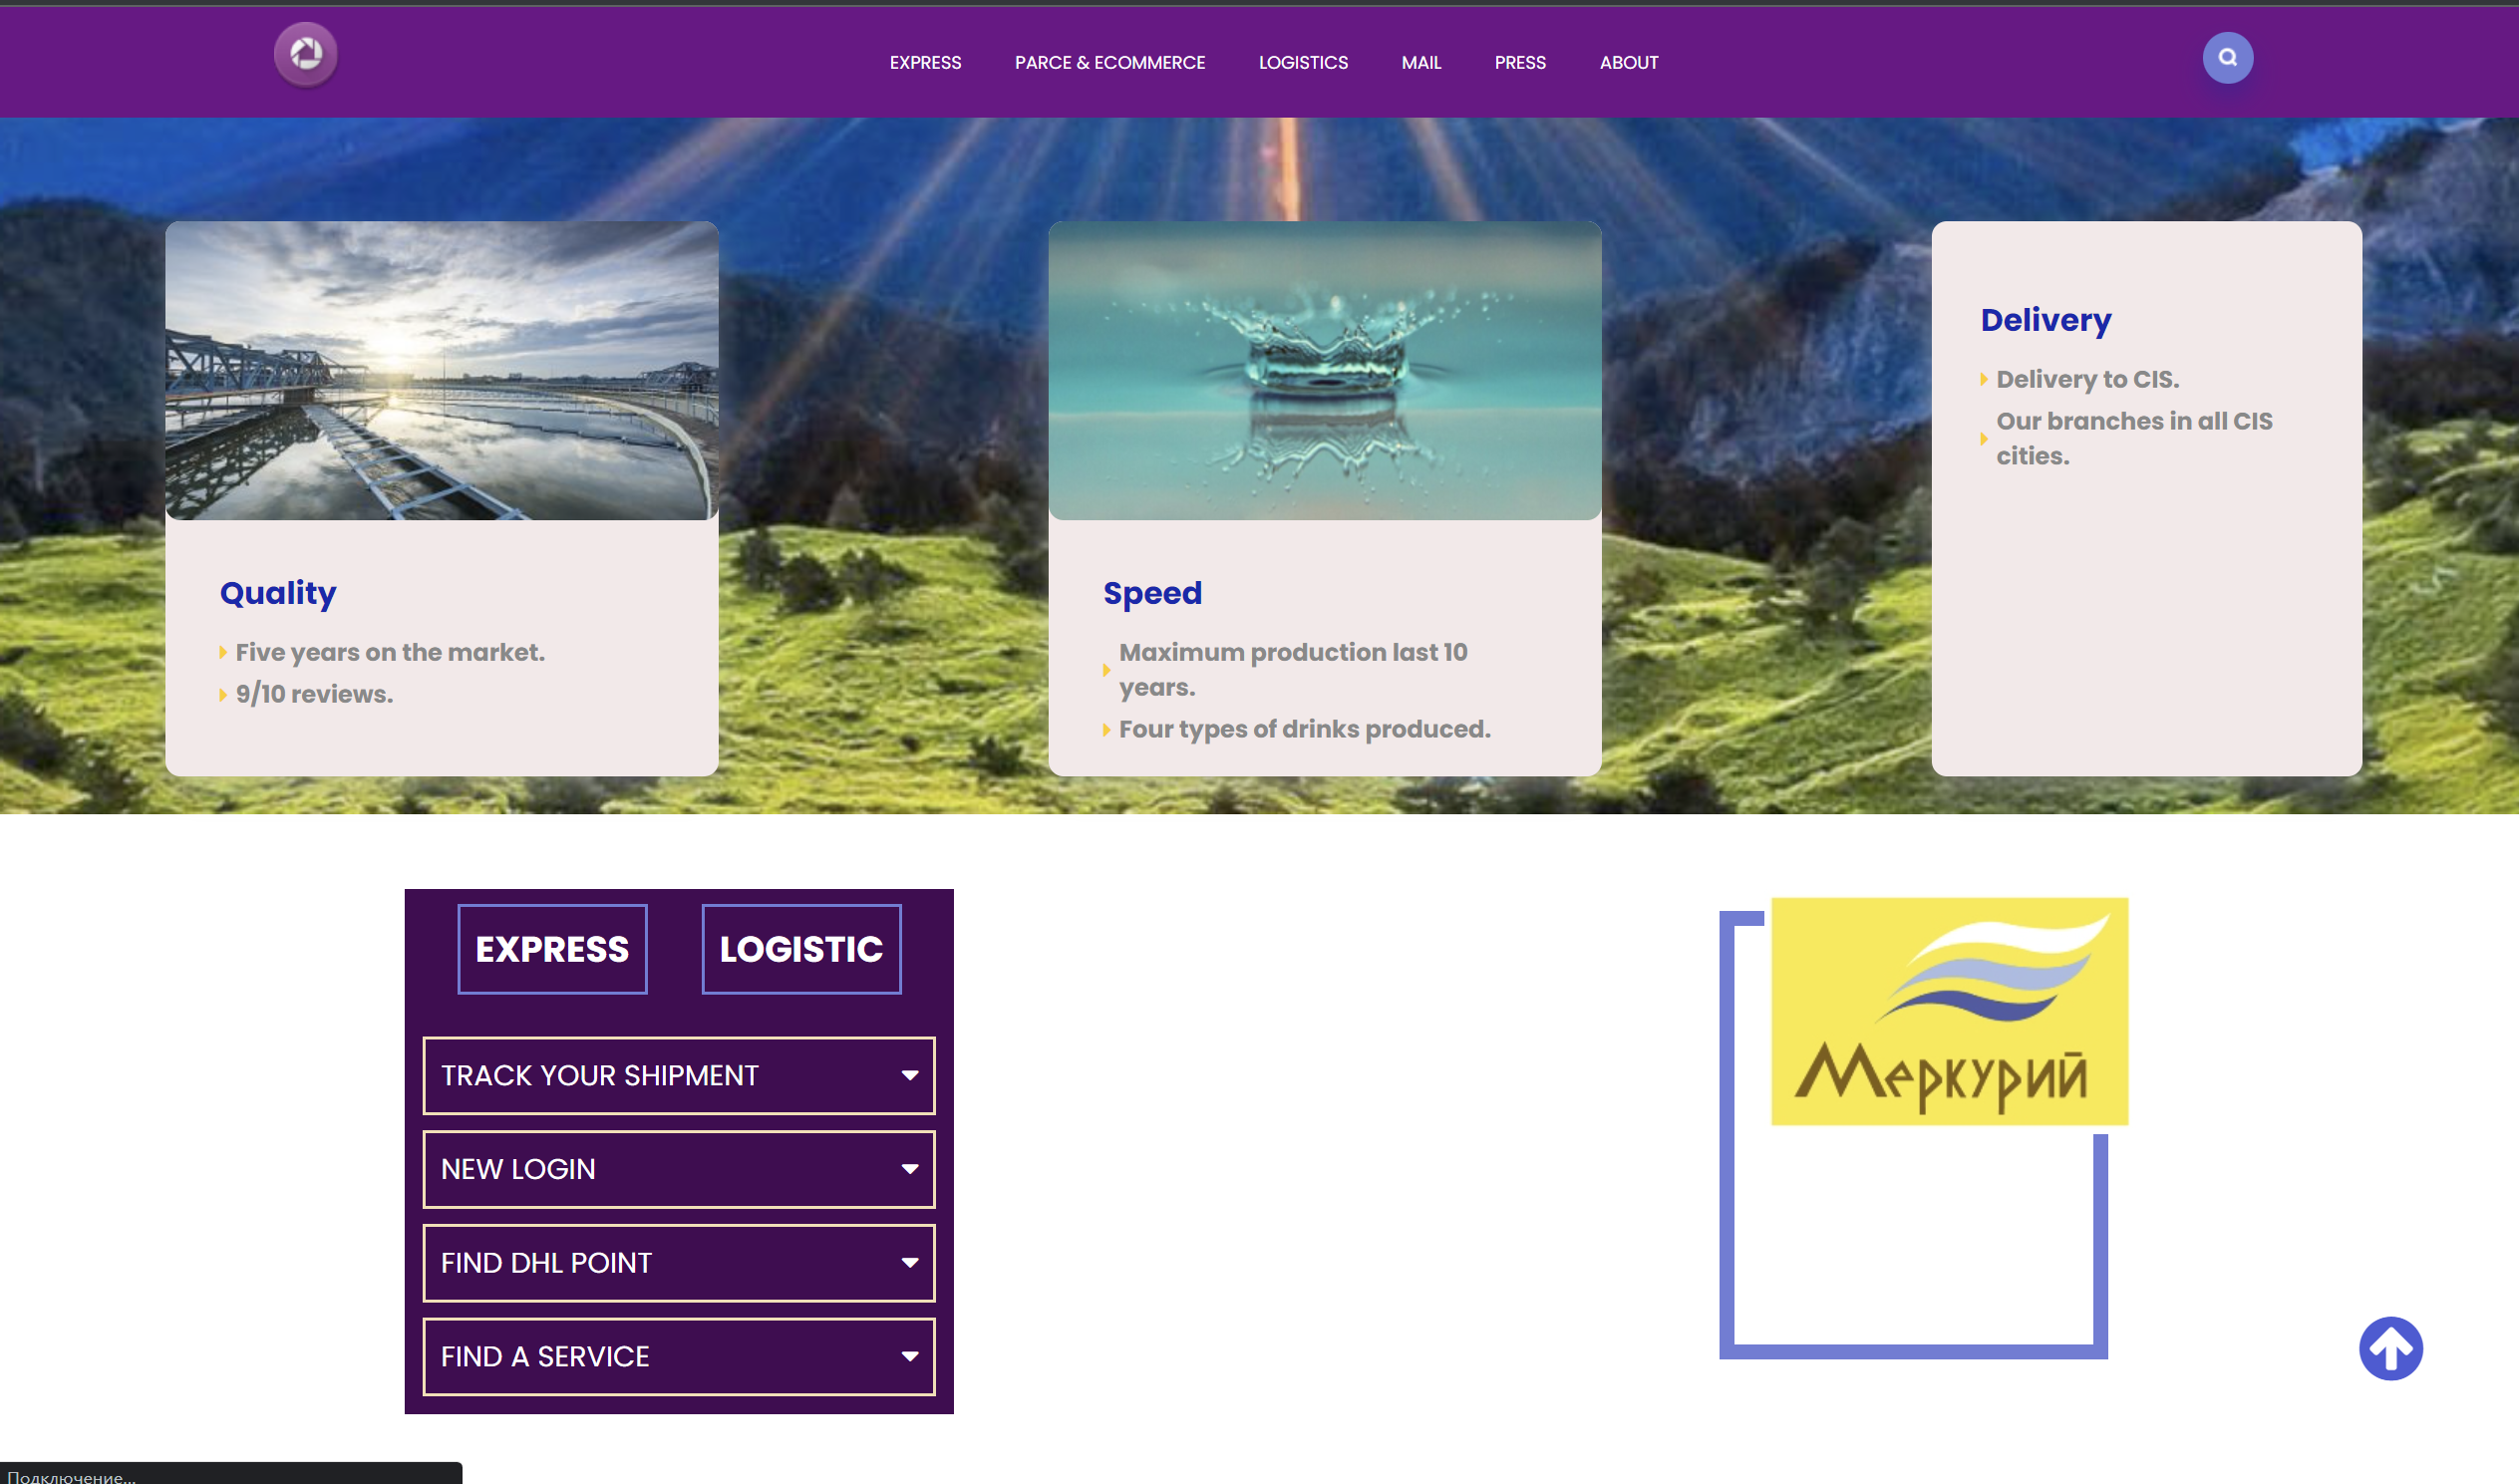 EXPRESS PARCE & ECOMMERCE LOGISTICS MAIL PRESS ABOUT
Quality
Five years on the market.
9/10 reviews.
Speed
Maximum production last 10
years.
Four types of drinks produced.
Delivery
Delivery to CIS.
Our branches in all CIS
cities.
EXPRESS LOGISTIC
TRACK YOUR SHIPMENT
NEW LOGIN
FIND DHL POINT
FIND A SERVICE
Меркурий
Подключение...